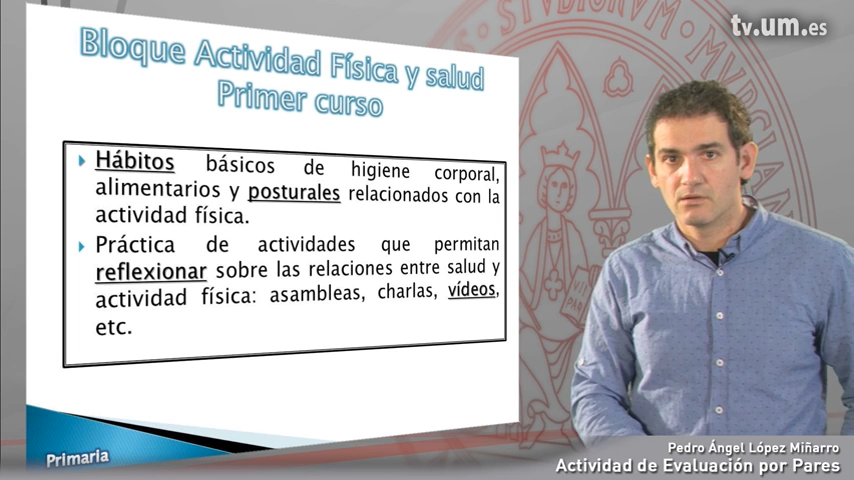 tv.um.es
STVDIORVM
MVRCIAN
Bloque Actividad Física y salud
Primer curso
Hábitos básicos de higiene corporal,
alimentarios y posturales relacionados con la
actividad física.
Práctica de actividades que permitan
reflexionar sobre las relaciones entre salud y
actividad física: asambleas, charlas, vídeos,
etc.
Primaria
Pedro Ángel López Miñarro
Actividad de Evaluación por Pares